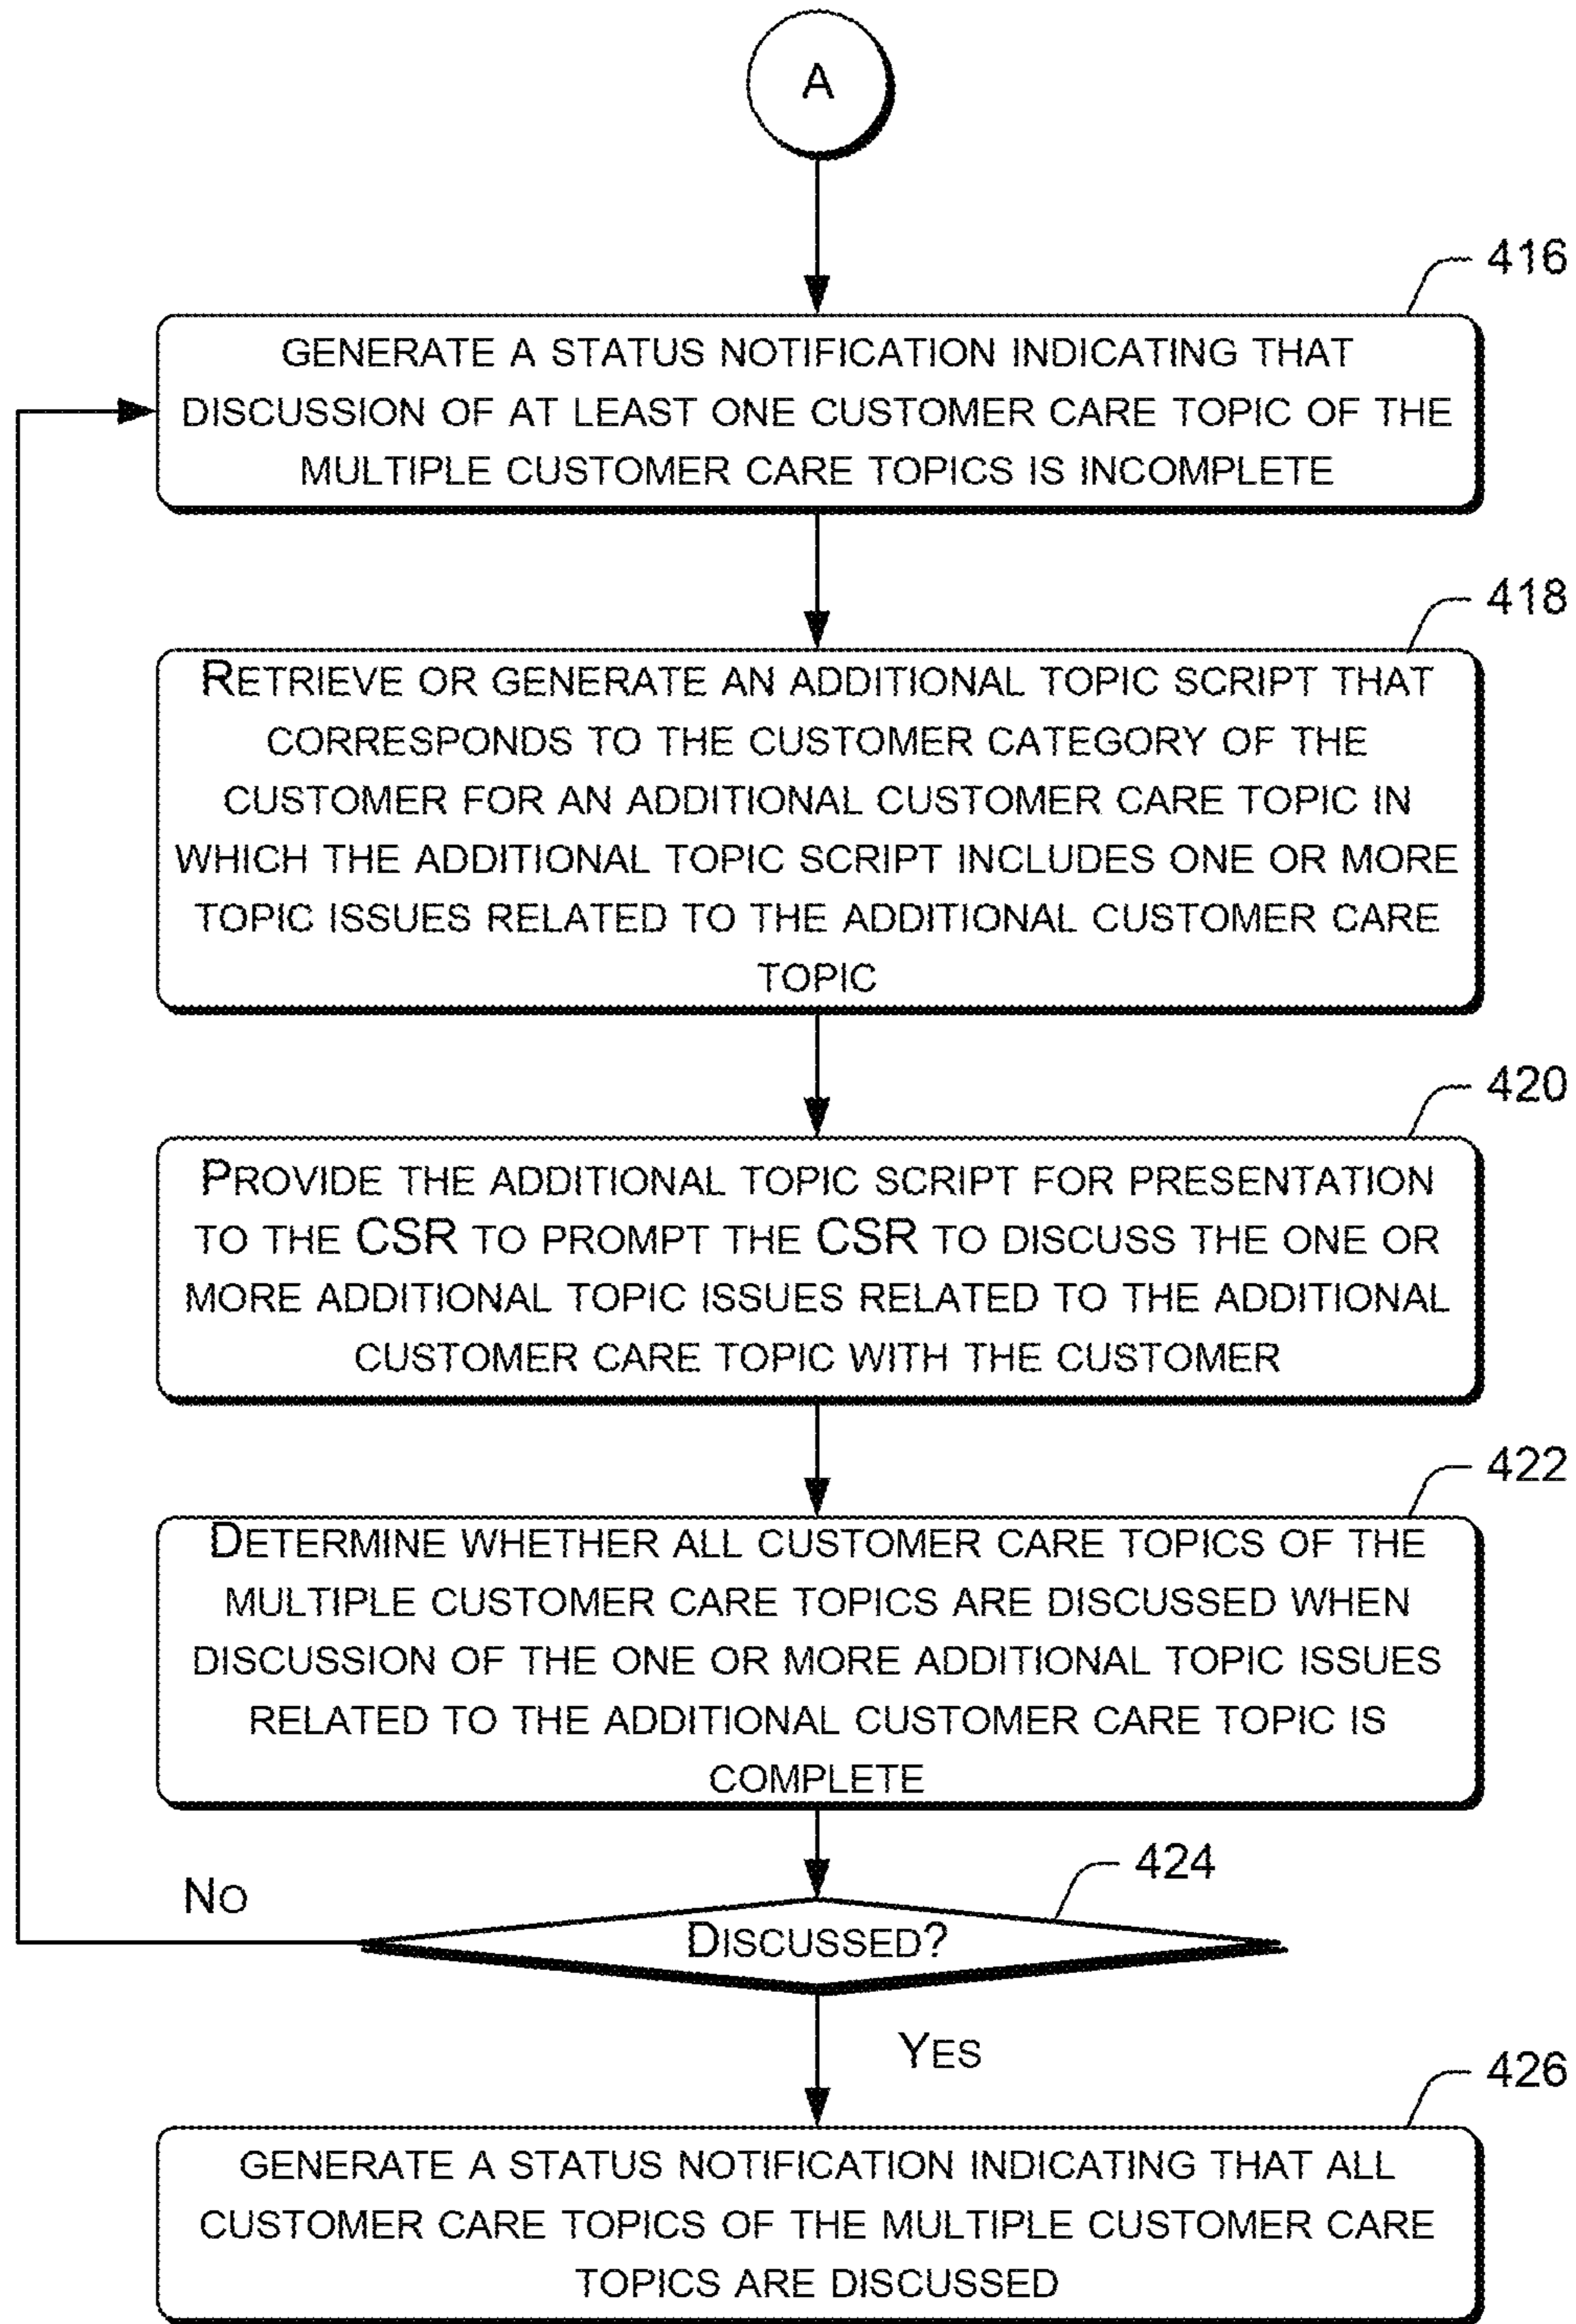 A
416
GENERATE A STATUS NOTIFICATION INDICATING THAT
DISCUSSION OF AT LEAST ONE CUSTOMER CARE TOPIC OF THE
MULTIPLE CUSTOMER CARE TOPICS IS INCOMPLETE
418
RETRIEVE OR GENERATE AN ADDITIONAL TOPIC SCRIPT THAT
CORRESPONDS TO THE CUSTOMER CATEGORY OF THE
CUSTOMER FOR AN ADDITIONAL CUSTOMER CARE TOPIC IN
WHICH THE ADDITIONAL TOPIC SCRIPT INCLUDES ONE OR MORE
TOPIC ISSUES RELATED TO THE ADDITIONAL CUSTOMER CARE
TOPIC
420
PROVIDE THE ADDITIONAL TOPIC SCRIPT FOR PRESENTATION
TO THE CSR TO PROMPT THE CSR TO DISCUSS THE ONE OR
MORE ADDITIONAL TOPIC ISSUES RELATED TO THE ADDITIONAL
CUSTOMER CARE TOPIC WITH THE CUSTOMER
422
DETERMINE WHETHER ALL CUSTOMER CARE TOPICS OF THE
MULTIPLE CUSTOMER CARE TOPICS ARE DISCUSSED WHEN
DISCUSSION OF THE ONE OR MORE ADDITIONAL TOPIC ISSUES
RELATED TO THE ADDITIONAL CUSTOMER CARE TOPIC IS
COMPLETE
424
NO
DISCUSSED?
YES
426
GENERATE A STATUS NOTIFICATION INDICATING THAT ALL
CUSTOMER CARE TOPICS OF THE MULTIPLE CUSTOMER CARE
TOPICS ARE DISCUSSED